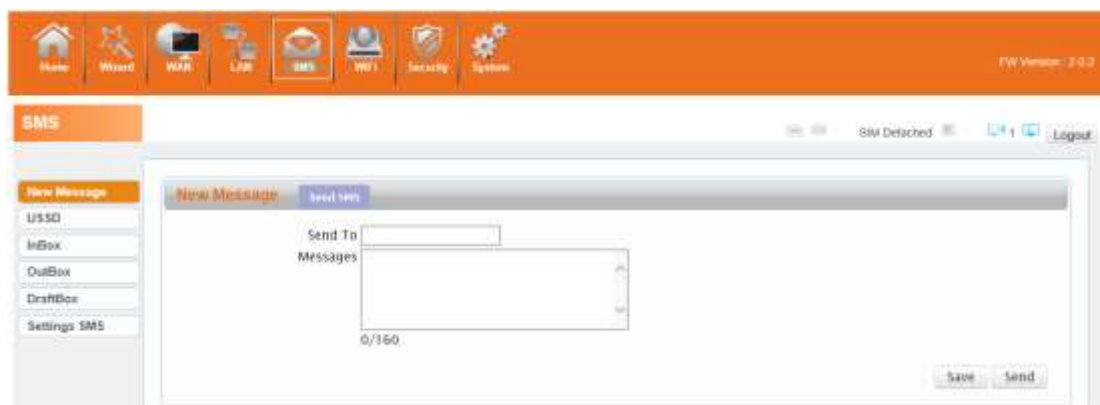 Home Wizard WAN LAN SMS WiFi Security System
FW Version: 2.0.2
SMS
SIM Detached 1 Logout
New Message
USSD
InBox
OutBox
DraftBox
Settings SMS
New Message Send SMS
Send To
Messages
0/160
Save Send